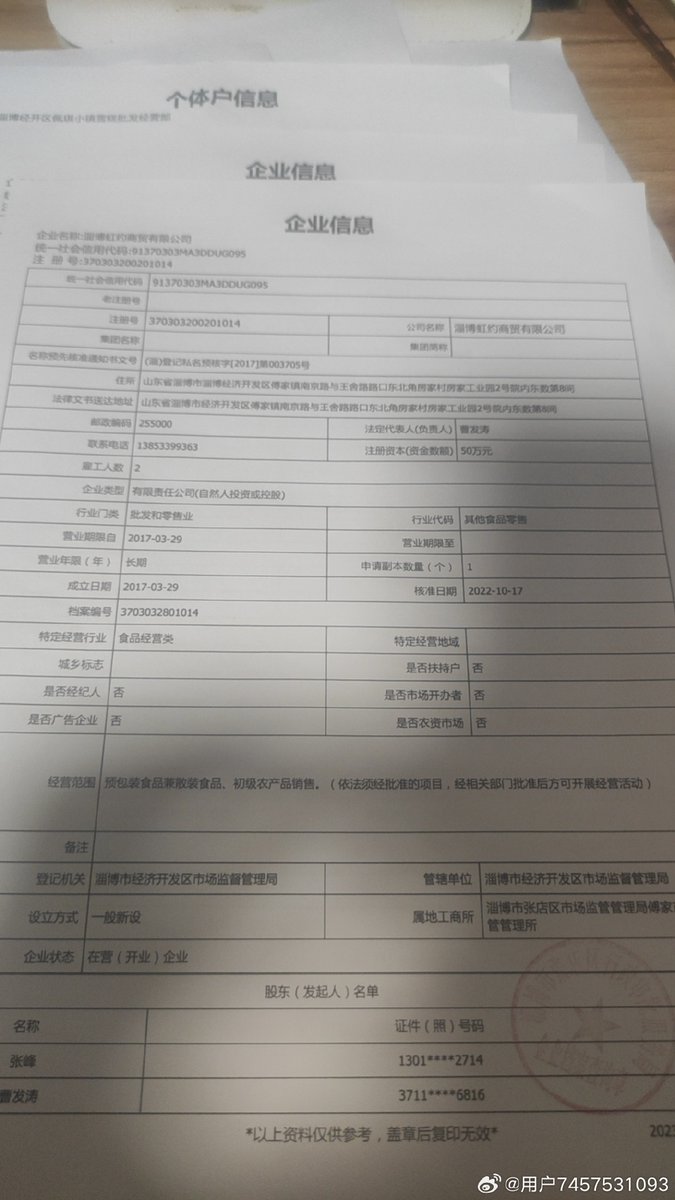 个体户信息
淄博经开区佩琪小镇蛋糕批发经营部
企业信息
企业信息
企业名称:淄博虹约商贸有限公司
统一社会信用代码:91370303MA3DDUG095
注 册 号:370303200201014
统一社会信用代码 91370303MA3DDUG095
老注册号
注册号 370303200201014 公司名称 淄博虹约商贸有限公司
集团名称 集团简称
名称预先核准通知书文号 (淄)登记私名预核字[2017]第003705号
住所 山东省淄博市淄博经济开发区傅家镇南京路与王舍路路口东北角房家村房家工业园2号院内东数第8间
法律文书送达地址 山东省淄博市经济开发区傅家镇南京路与王舍路路口东北角房家村房家工业园2号院内东数第8间
邮政编码 255000 法定代表人(负责人) 曹发涛
联系电话 13853399363 注册资本(资金数额) 50万元
雇工人数 2
企业类型 有限责任公司(自然人投资或控股)
行业门类 批发和零售业 行业代码 其他食品零售
营业期限自 2017-03-29 营业期限至
营业年限（年） 长期 申请副本数量（个） 1
成立日期 2017-03-29 核准日期 2022-10-17
档案编号 3703032801014
特定经营行业 食品经营类 特定经营地域
城乡标志 是否扶持户 否
是否经纪人 否 是否市场开办者 否
是否广告企业 否 是否农资市场 否
经营范围 预包装食品兼散装食品、初级农产品销售。（依法须经批准的项目，经相关部门批准后方可开展经营活动）
备注
登记机关 淄博市经济开发区市场监督管理局 管辖单位 淄博市经济开发区市场监督管理局
设立方式 一般新设 属地工商所 淄博市张店区市场监管管理局傅家
管管理所
企业状态 在营（开业）企业
股东（发起人）名单
名称 证件（照）号码
张峰 1301****2714
曹发涛 3711****6816
*以上资料仅供参考，盖章后复印无效*
202
@用户7457531093